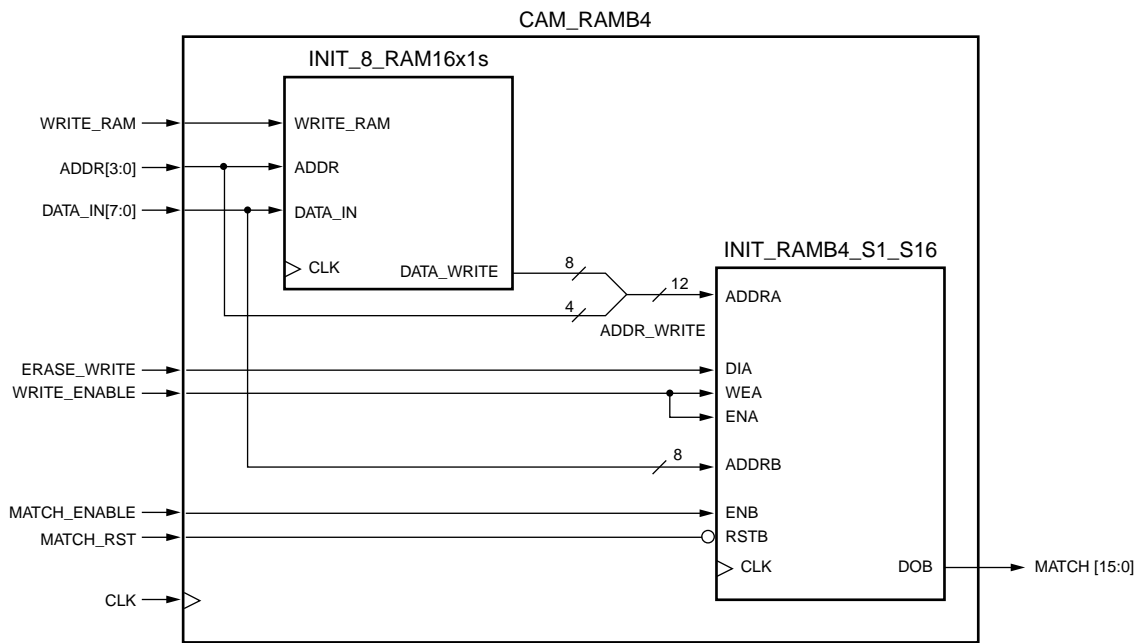 CAM_RAMB4
INIT_8_RAM16x1s
WRITE_RAM
WRITE_RAM
ADDR[3:0]
ADDR
DATA_IN[7:0]
DATA_IN
CLK
DATA_WRITE
8
INIT_RAMB4_S1_S16
12
ADDRA
4
ADDR_WRITE
ERASE_WRITE
DIA
WRITE_ENABLE
WEA
ENA
8
ADDRB
MATCH_ENABLE
ENB
MATCH_RST
RSTB
CLK
DOB
MATCH [15:0]
CLK